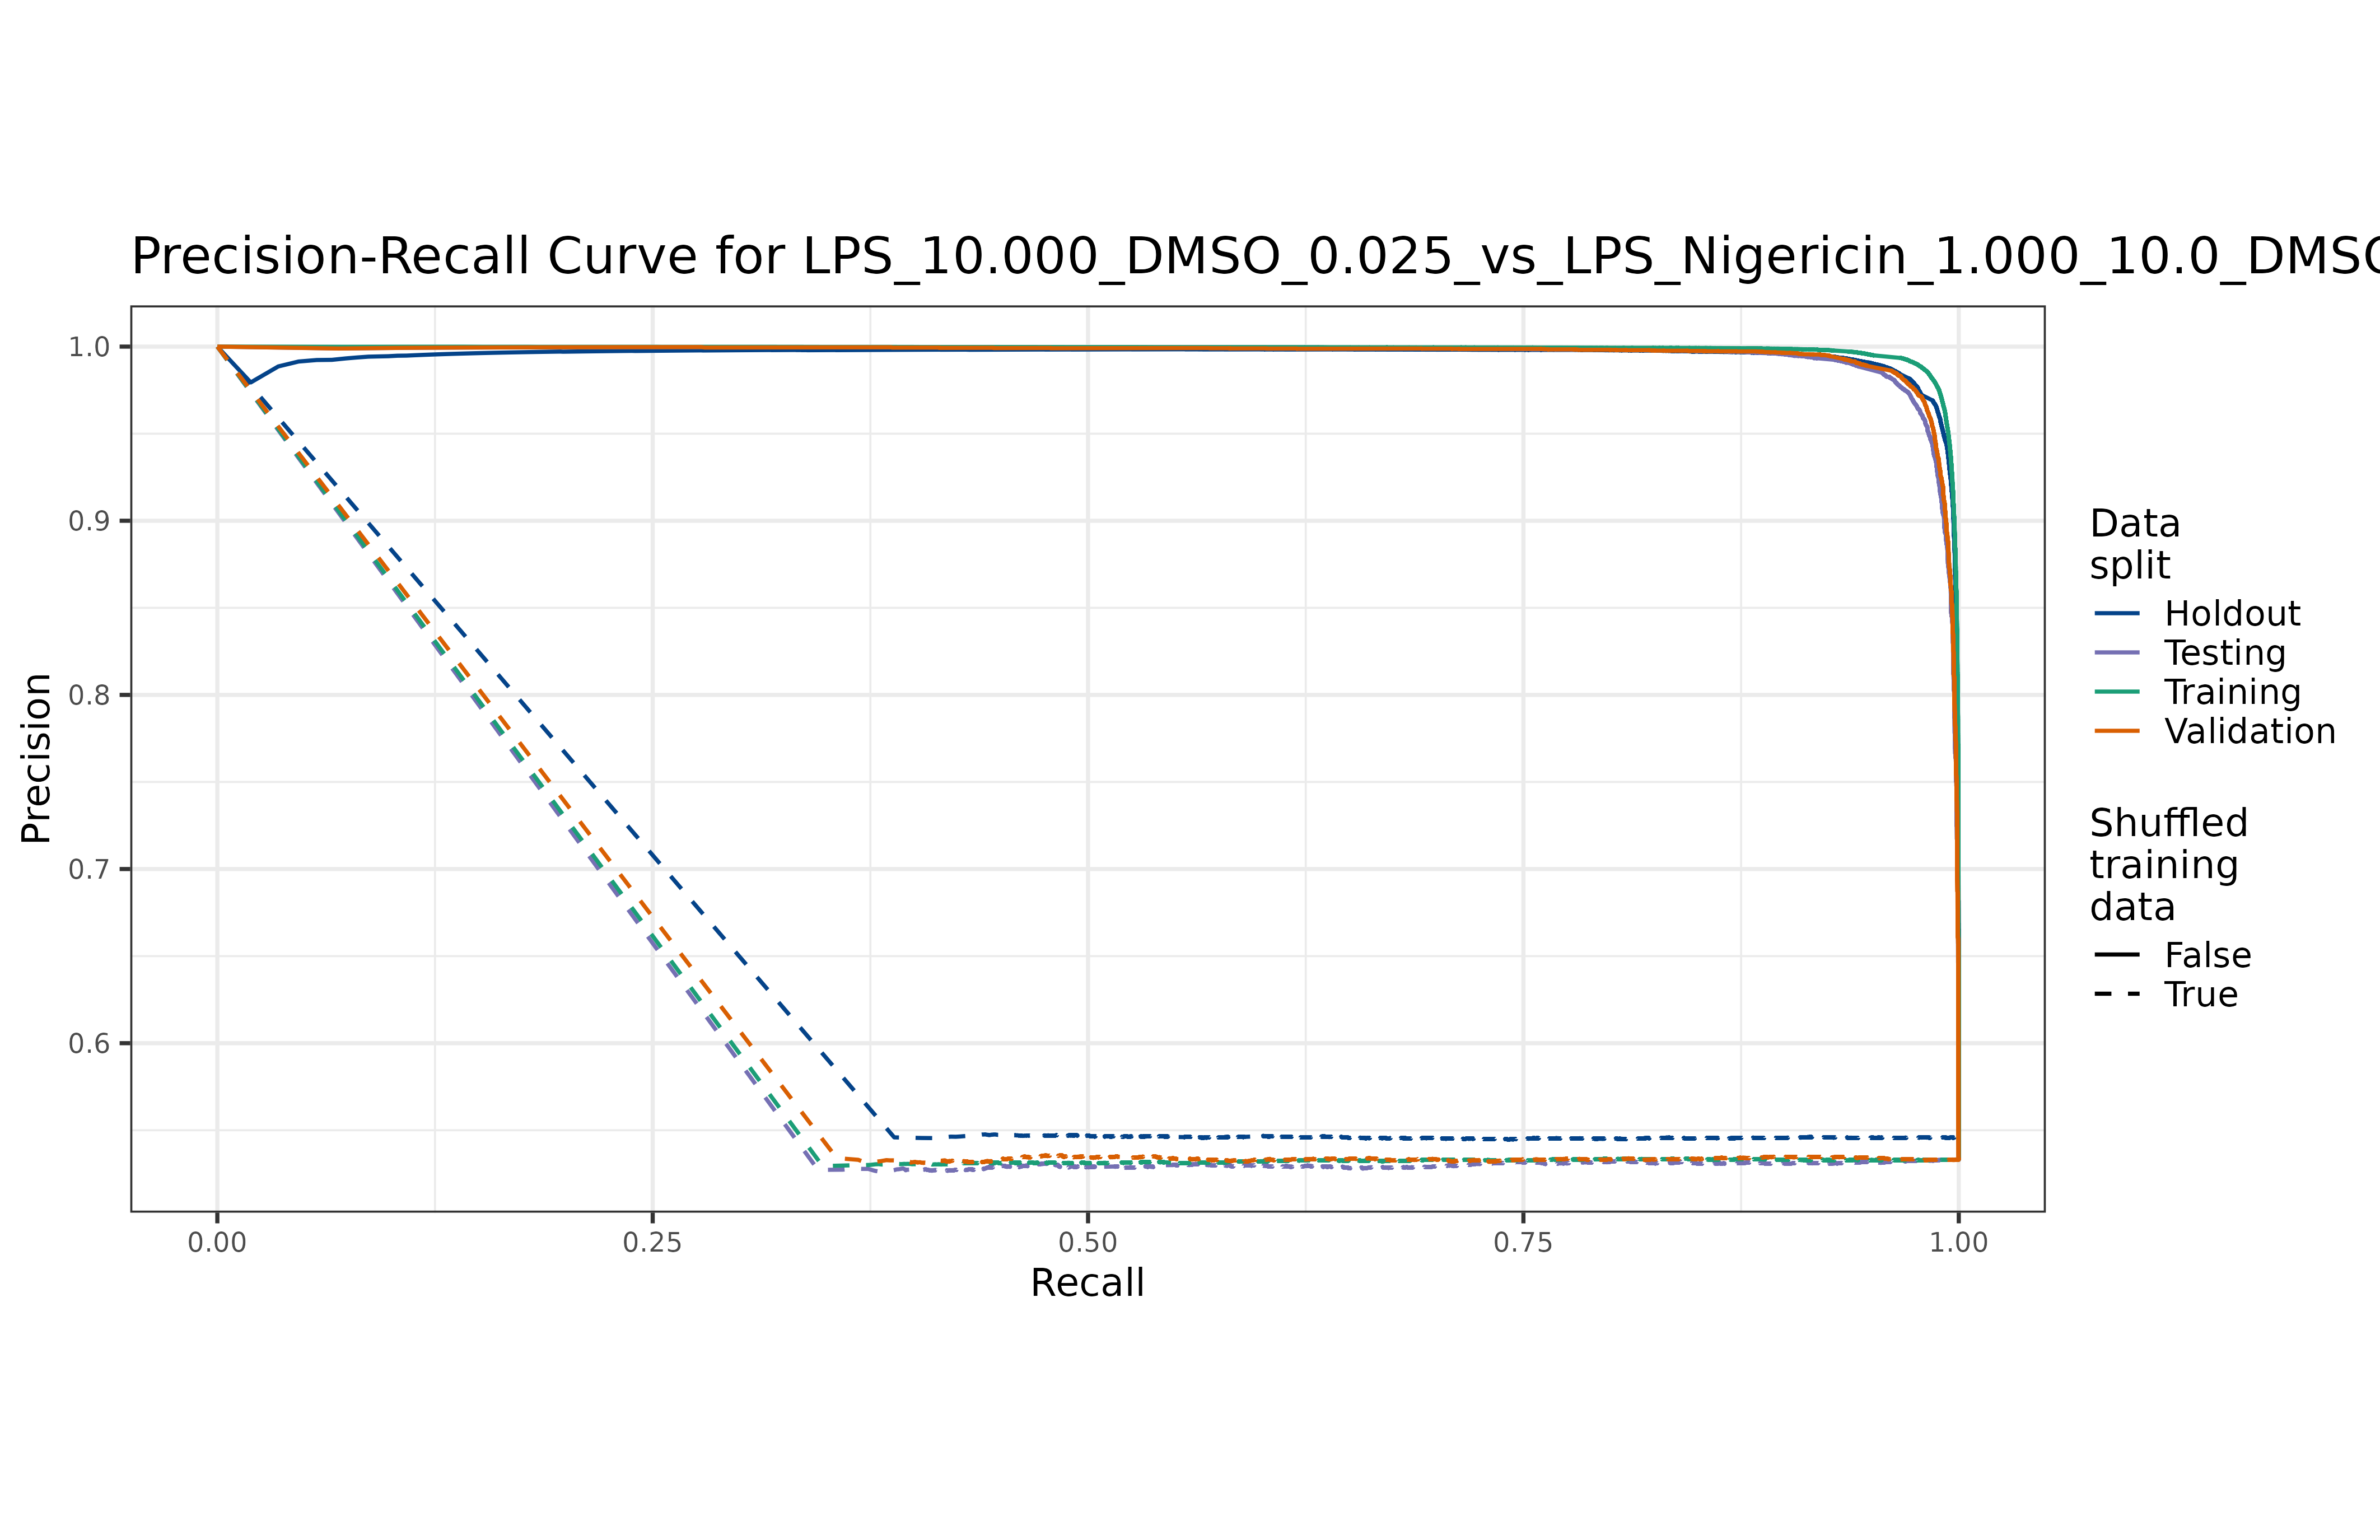 Precision-Recall Curve for LPS_10.000_DMSO_0.025_vs_LPS_Nigericin_1.000_10.0_DMSO
1.0
0.9
0.8
0.7
0.6
Precision
0.00 0.25 0.50 0.75 1.00
Recall
Data
split
Holdout
Testing
Training
Validation
Shuffled
training
data
False
True